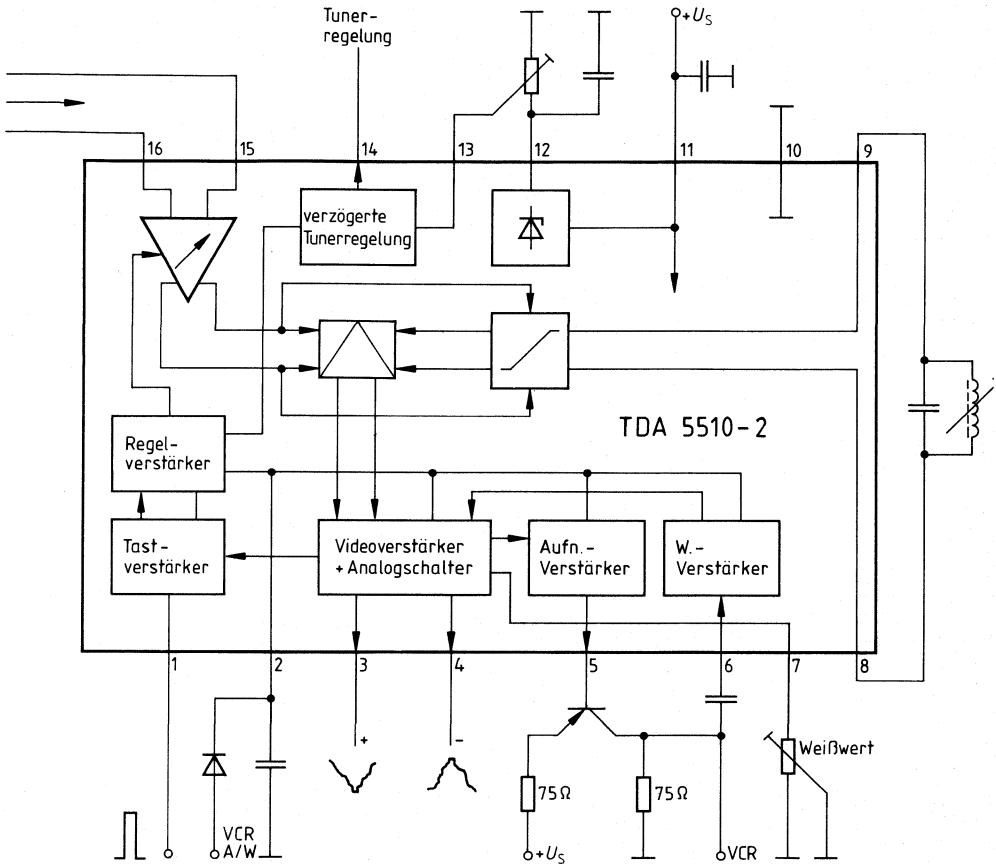 Tuner-
regelung
+U_S
16
15
14
13
12
11
10
9
verzögerte
Tunerregelung
TDA 5510-2
Regel-
verstärker
Tast-
verstärker
Videoverstärker
+ Analogschalter
Aufn.-
Verstärker
W.-
Verstärker
1
2
3
4
5
6
7
8
+
-
Weißwert
75Ω
75Ω
VCR
A/W
+U_S
VCR